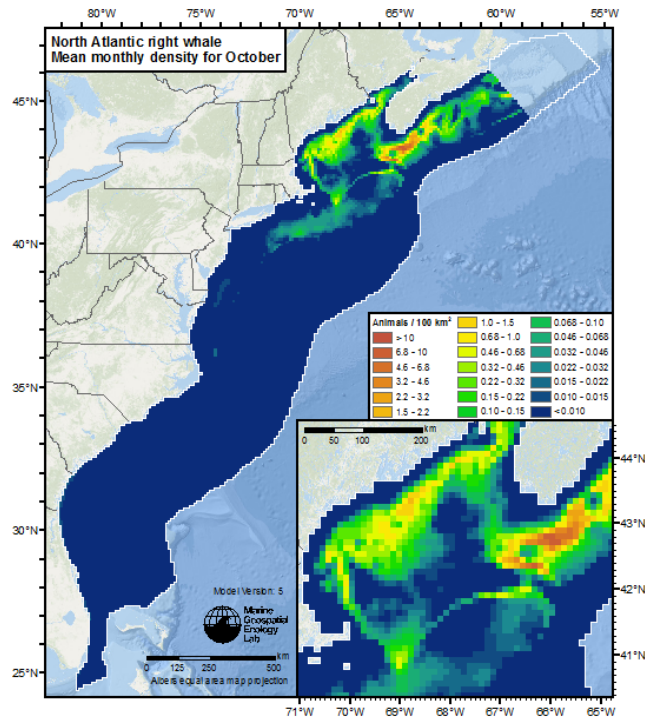 80°W 75°W 70°W 65°W 60°W 55°W
North Atlantic right whale
Mean monthly density for October
45°N
40°N
35°N
30°N
25°N
Animals / 100 km²
>10
6.8 - 10
4.6 - 6.8
3.2 - 4.6
2.2 - 3.2
1.5 - 2.2
1.0 - 1.5
0.68 - 1.0
0.46 - 0.68
0.32 - 0.46
0.22 - 0.32
0.15 - 0.22
0.10 - 0.15
0.068 - 0.10
0.046 - 0.068
0.032 - 0.046
0.022 - 0.032
0.015 - 0.022
0.010 - 0.015
<0.010
0 50 100 200
km
44°N
43°N
42°N
41°N
Model Version: 5
Marine
Geospatial
Ecology
Lab
0 125 250 500
km
Albers equal area map projection
71°W 70°W 69°W 68°W 67°W 66°W 65°W
80°W 75°W